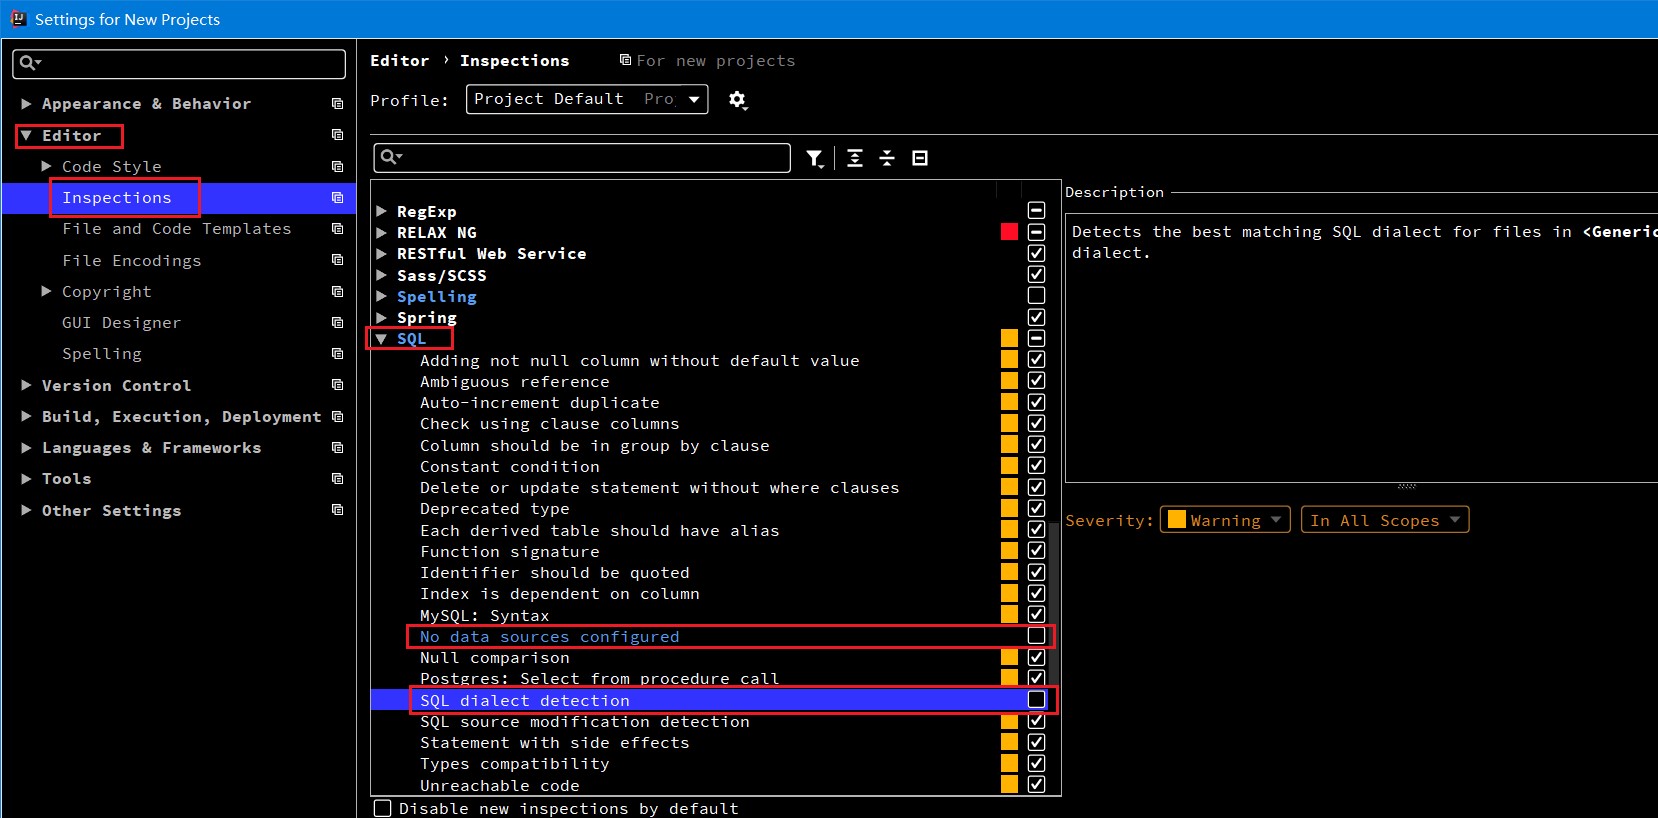 Settings for New Projects
Appearance & Behavior
Editor
Code Style
Inspections
File and Code Templates
File Encodings
Copyright
GUI Designer
Spelling
Version Control
Build, Execution, Deployment
Languages & Frameworks
Tools
Other Settings
Editor › Inspections
For new projects
Profile:
Project Default
RegExp
RELAX NG
RESTful Web Service
Sass/SCSS
Spelling
Spring
SQL
Adding not null column without default value
Ambiguous reference
Auto-increment duplicate
Check using clause columns
Column should be in group by clause
Constant condition
Delete or update statement without where clauses
Deprecated type
Each derived table should have alias
Function signature
Identifier should be quoted
Index is dependent on column
MySQL: Syntax
No data sources configured
Null comparison
Postgres: Select from procedure call
SQL dialect detection
SQL source modification detection
Statement with side effects
Types compatibility
Unreachable code
Disable new inspections by default
Description
Detects the best matching SQL dialect for files in <Generic
dialect.
Severity:
Warning
In All Scopes